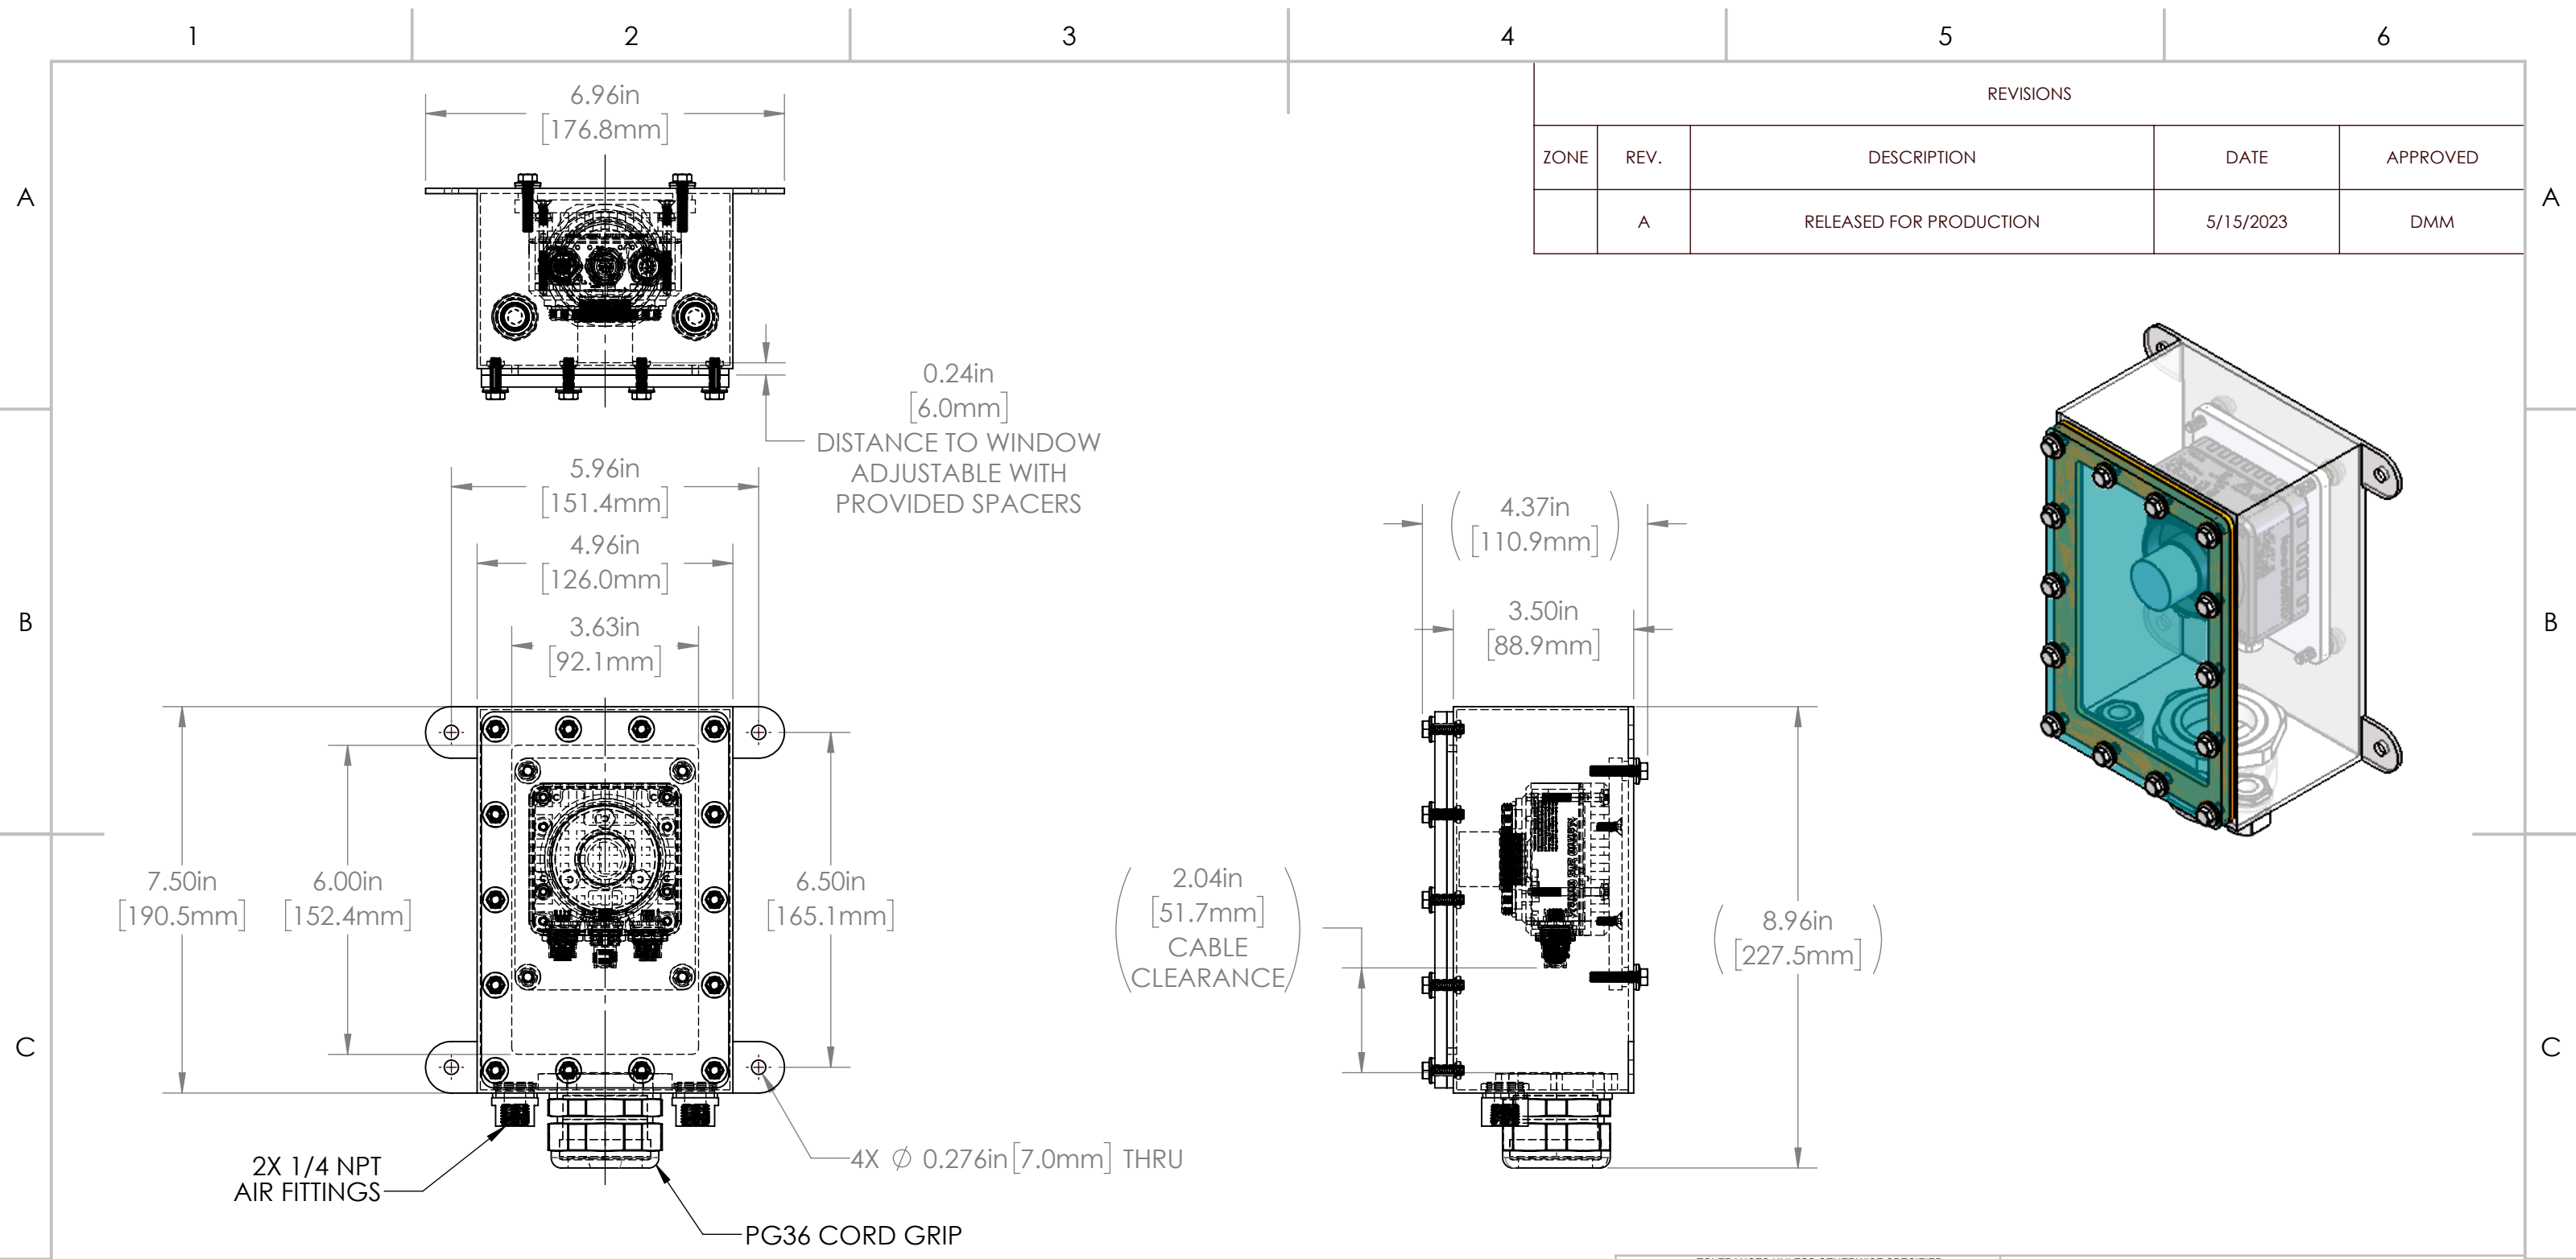 1
2
3
4
5
6
A
A
B
B
C
C
REVISIONS
ZONE REV. DESCRIPTION DATE APPROVED
A RELEASED FOR PRODUCTION 5/15/2023 DMM
6.96in
[176.8mm]
0.24in
[6.0mm]
DISTANCE TO WINDOW
ADJUSTABLE WITH
PROVIDED SPACERS
5.96in
[151.4mm]
4.96in
[126.0mm]
3.63in
[92.1mm]
7.50in
[190.5mm]
6.00in
[152.4mm]
6.50in
[165.1mm]
2X 1/4 NPT
AIR FITTINGS
4X ∅ 0.276in[7.0mm] THRU
PG36 CORD GRIP
(4.37in
[110.9mm])
3.50in
[88.9mm]
(2.04in
[51.7mm]
CABLE
CLEARANCE)
(8.96in
[227.5mm])